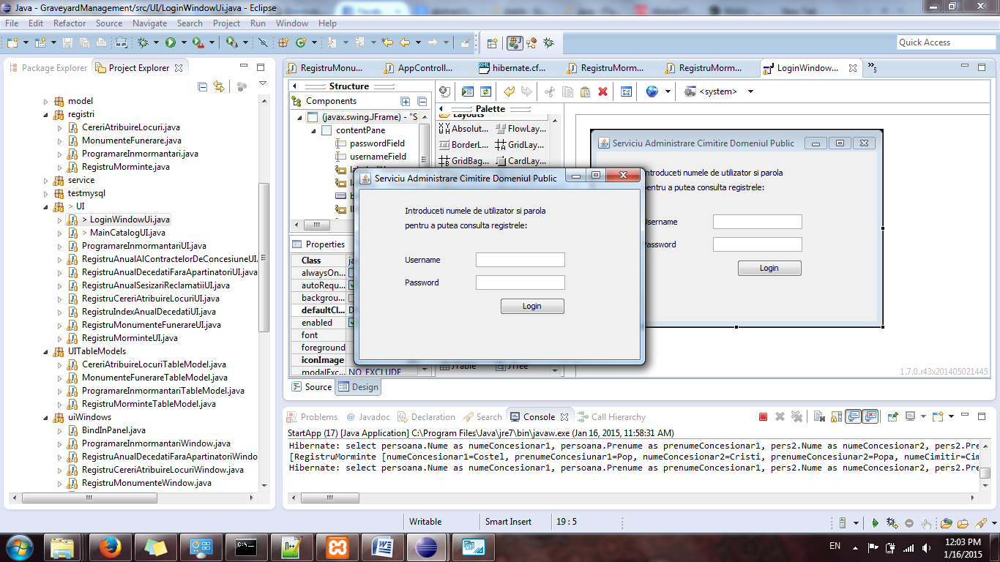 Java - GraveyardManagement/src/UI/LoginWindowUi.java - Eclipse
File Edit Refactor Source Navigate Search Project Run Window Help
Quick Access
Package Explorer Project Explorer
model
registri
CereriAtribuireLocuri.java
MonumenteFunerare.java
ProgramareInmormantari.java
RegistruMorminte.java
service
testmysql
> UI
> LoginWindowUi.java
> MainCatalogUI.java
ProgramareInmormantariUI.java
RegistruAnualAlContractelorDeConcesiuneUI.
RegistruAnualDecedatiFaraApartinatoriUI.java
RegistruAnualSesizariReclamatiiUI.java
RegistruCereriAtribuireLocuriUI.java
RegistruIndexAnualDecedatiUI.java
RegistruMonumenteFunerareUI.java
RegistruMorminteUI.java
UITableModels
CereriAtribuireLocuriTableModel.java
MonumenteFunerareTableModel.java
ProgramareInmormantariTableModel.java
RegistruMorminteTableModel.java
uiWindows
BindInPanel.java
ProgramareInmormantariWindow.java
RegistruAnualDecedatiFaraApartinatoriWindo
RegistruCereriAtribuireLocuriWindow.java
RegistruMonumenteWindow.java
RegistruMonu... AppControll... hibernate.cf... RegistruMorm... RegistruMorm... LoginWindow... »5
Structure
Components
(javax.swing.JFrame) - "S
contentPane
passwordField
usernameField
Properties
Class
alwaysOn...
autoRequ...
backgrou...
defaultCl...
enabled
font
foreground
iconImage
modalExc... NO_EXCLUDE
<system>
Palette
Layouts
Absolut... FlowLay...
BorderL... GridLay...
GridBag... CardLay...
JTable JTree
Serviciu Administrare Cimitire Domeniul Public
Introduceti numele de utilizator si parola
pentru a putea consulta registrele:
Username
Password
Login
Serviciu Administrare Cimitire Domeniul Public
ntroduceti numele de utilizator si parola
entru a putea consulta registrele:
sername
assword
Login
1.7.0.r43x201405021445
Source Design
Problems @ Javadoc Declaration Search Console Call Hierarchy
StartApp (17) [Java Application] C:\Program Files\Java\jre7\bin\javaw.exe (Jan 16, 2015, 11:58:31 AM)
Hibernate: select persoana.Nume as numeConcesionar1, persoana.Prenume as prenumeConcesionar1, pers2.Nume as numeConcesionar2, pers2.Pre
[RegistruMorminte [numeConcesionar1=Costel, prenumeConcesiunar1=Pop, numeConcesionar2=Cristi, prenumeConcesiunar2=Popa, numeCimitir=Cim
Hibernate: select persoana.Nume as numeConcesionar1, persoana.Prenume as prenumeConcesionar1, pers2.Nume as numeConcesionar2, pers2.Pre
Writable Smart Insert 19 : 5
EN
12:03 PM
1/16/2015